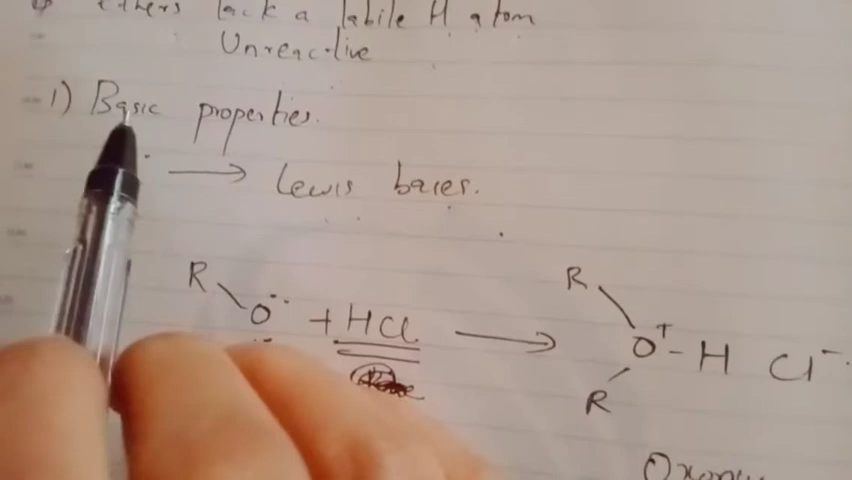 Ethers lack a labile H atom
Unreactive
1) Basic properties.
→ Lewis bases.
R R
O + HCl → O+ - H Cl-
R